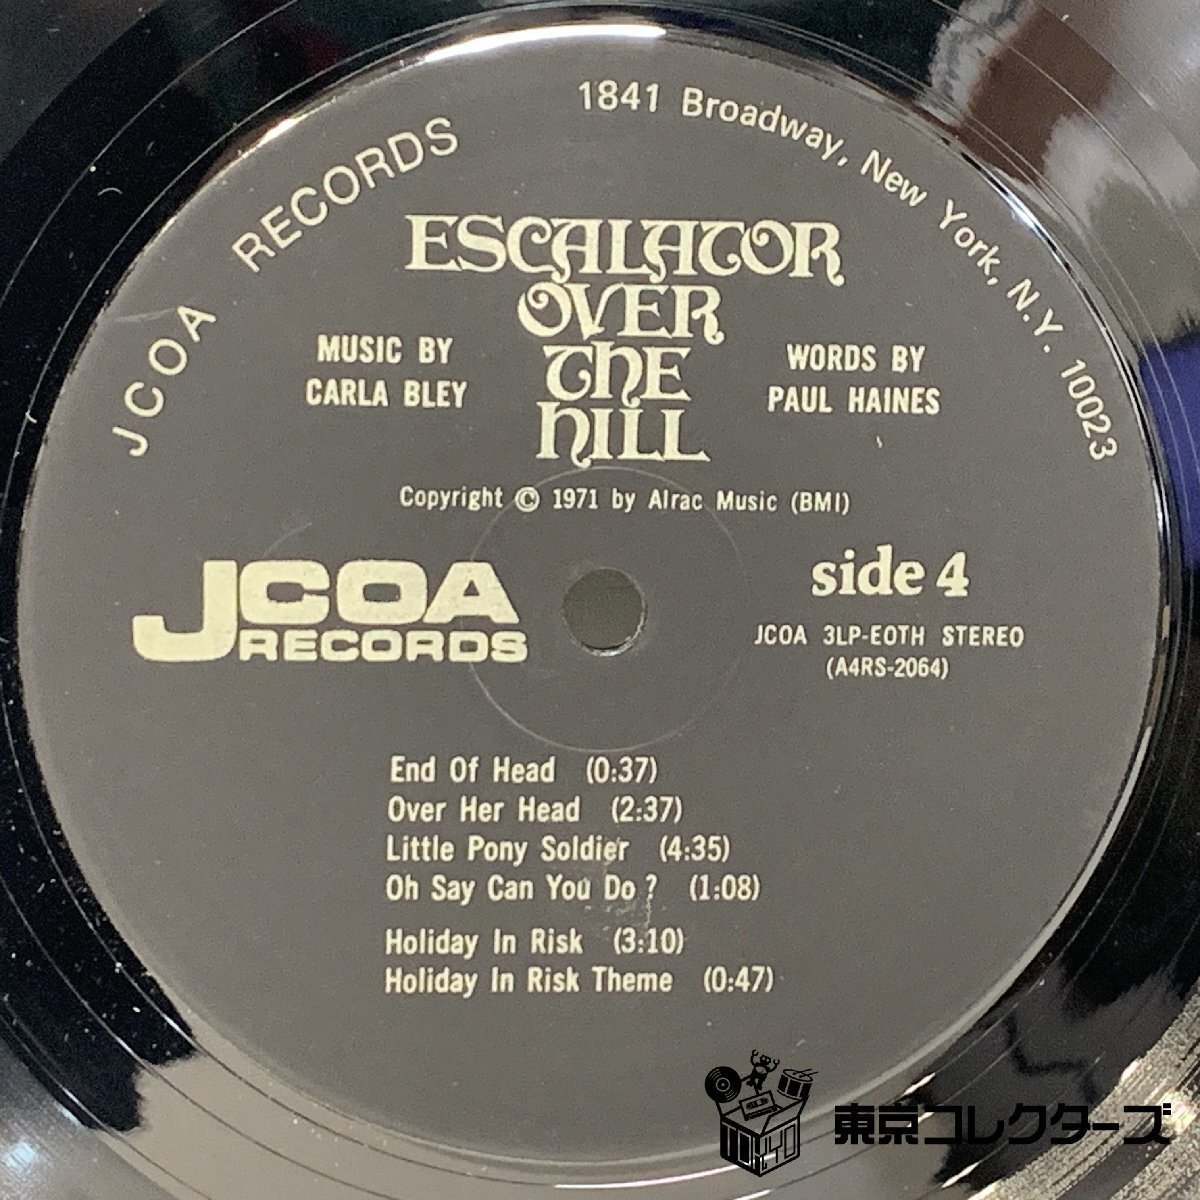 JCOA RECORDS
1841 Broadway, New York, N.Y. 10023
ESCALATOR
OVER
THE
HILL
MUSIC BY
CARLA BLEY
WORDS BY
PAUL HAINES
Copyright © 1971 by Alrac Music (BMI)
JCOA
RECORDS
side 4
JCOA 3LP-EOTH STEREO
(A4RS-2064)
End Of Head (0:37)
Over Her Head (2:37)
Little Pony Soldier (4:35)
Oh Say Can You Do ? (1:08)
Holiday In Risk (3:10)
Holiday In Risk Theme (0:47)
東京コレクターズ